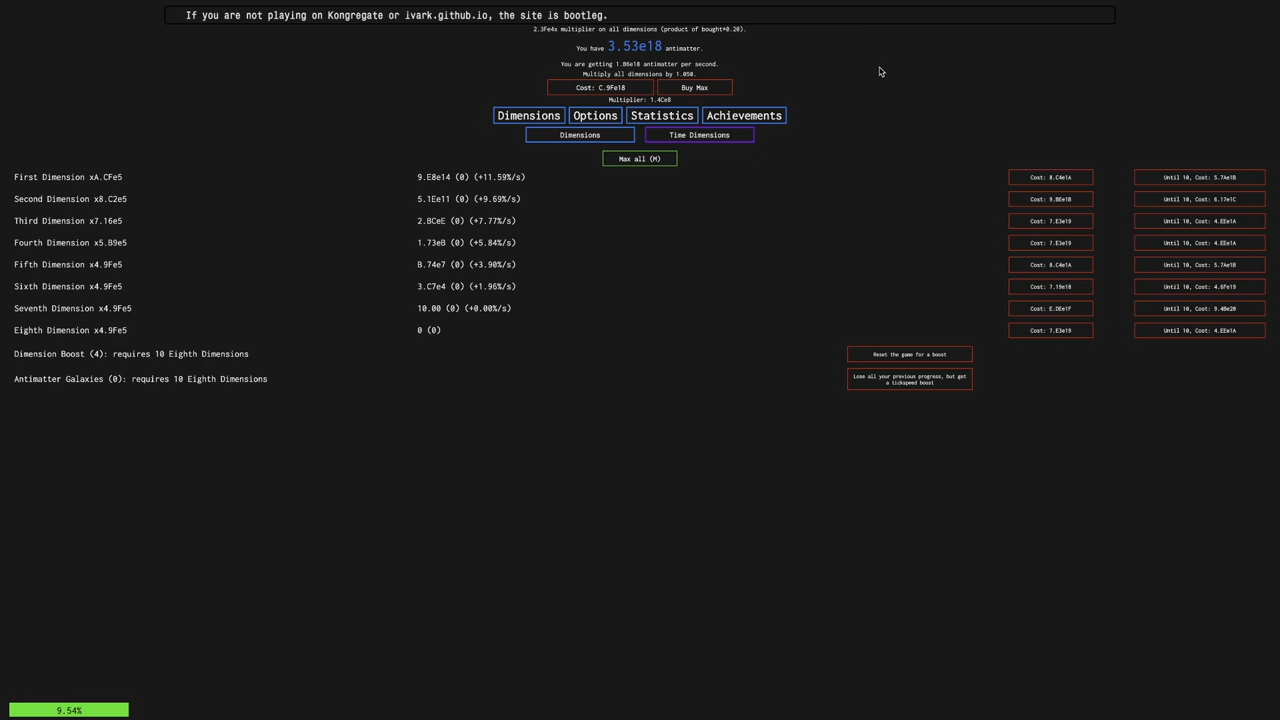 If you are not playing on Kongregate or ivark.github.io, the site is bootleg.
2.3Fe4x multiplier on all dimensions (product of bought*0.20).
You have 3.53e18 antimatter.
You are getting 1.B6e18 antimatter per second.
Multiply all dimensions by 1.050.
Cost: C.9Fe18 Buy Max
Multiplier: 1.4Ce8
Dimensions Options Statistics Achievements
Dimensions Time Dimensions
Max all (M)
First Dimension xA.CFe5 9.E8e14 (0) (+11.59%/s) Cost: 8.C4e1A Until 10, Cost: 5.7Ae1B
Second Dimension x8.C2e5 5.1Ee11 (0) (+9.69%/s) Cost: 9.BEe1B Until 10, Cost: 6.17e1C
Third Dimension x7.16e5 2.BCeE (0) (+7.77%/s) Cost: 7.E3e19 Until 10, Cost: 4.EEe1A
Fourth Dimension x5.B9e5 1.73eB (0) (+5.84%/s) Cost: 7.E3e19 Until 10, Cost: 4.EEe1A
Fifth Dimension x4.9Fe5 B.74e7 (0) (+3.90%/s) Cost: 8.C4e1A Until 10, Cost: 5.7Ae1B
Sixth Dimension x4.9Fe5 3.C7e4 (0) (+1.96%/s) Cost: 7.19e18 Until 10, Cost: 4.6Fe19
Seventh Dimension x4.9Fe5 10.00 (0) (+0.00%/s) Cost: E.DEe1F Until 10, Cost: 9.4Be20
Eighth Dimension x4.9Fe5 0 (0) Cost: 7.E3e19 Until 10, Cost: 4.EEe1A
Dimension Boost (4): requires 10 Eighth Dimensions Reset the game for a boost
Antimatter Galaxies (0): requires 10 Eighth Dimensions Lose all your previous progress, but get
a tickspeed boost
9.54%